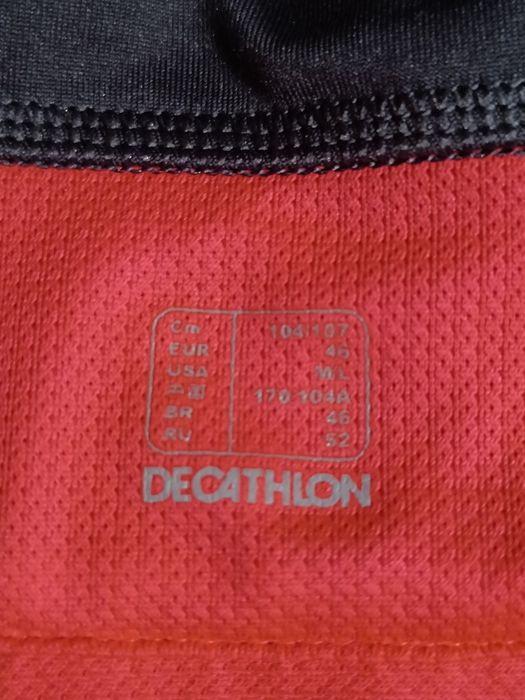 Cm 104/107
EUR 46
USA M/L
中国 170/104A
BR 46
RU 52
DECATHLON